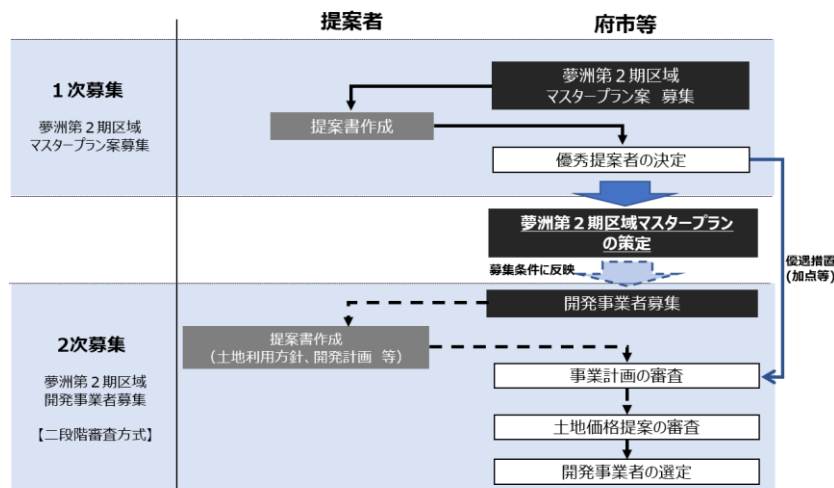 提案者
府市等
1次募集
夢洲第2期区域
マスタープラン案募集
夢洲第2期区域
マスタープラン案 募集
提案書作成
優秀提案者の決定
夢洲第2期区域マスタープラン
の策定
募集条件に反映
優遇措置
(加点等)
2次募集
夢洲第2期区域
開発事業者募集
【二段階審査方式】
開発事業者募集
提案書作成
(土地利用方針、開発計画 等)
事業計画の審査
土地価格提案の審査
開発事業者の選定